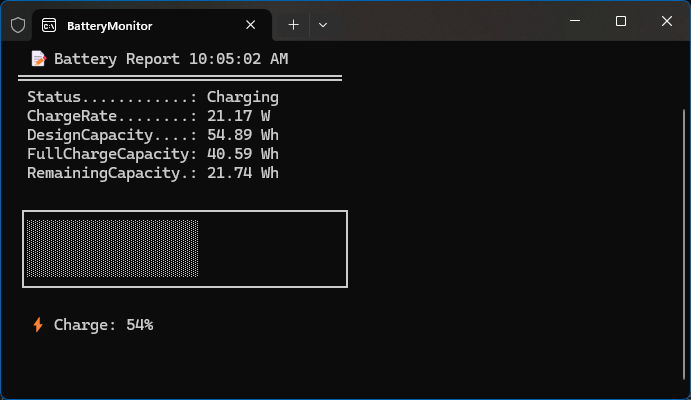 BatteryMonitor
📝 Battery Report 10:05:02 AM
Status............: Charging
ChargeRate........: 21.17 W
DesignCapacity....: 54.89 Wh
FullChargeCapacity: 40.59 Wh
RemainingCapacity.: 21.74 Wh
⚡ Charge: 54%